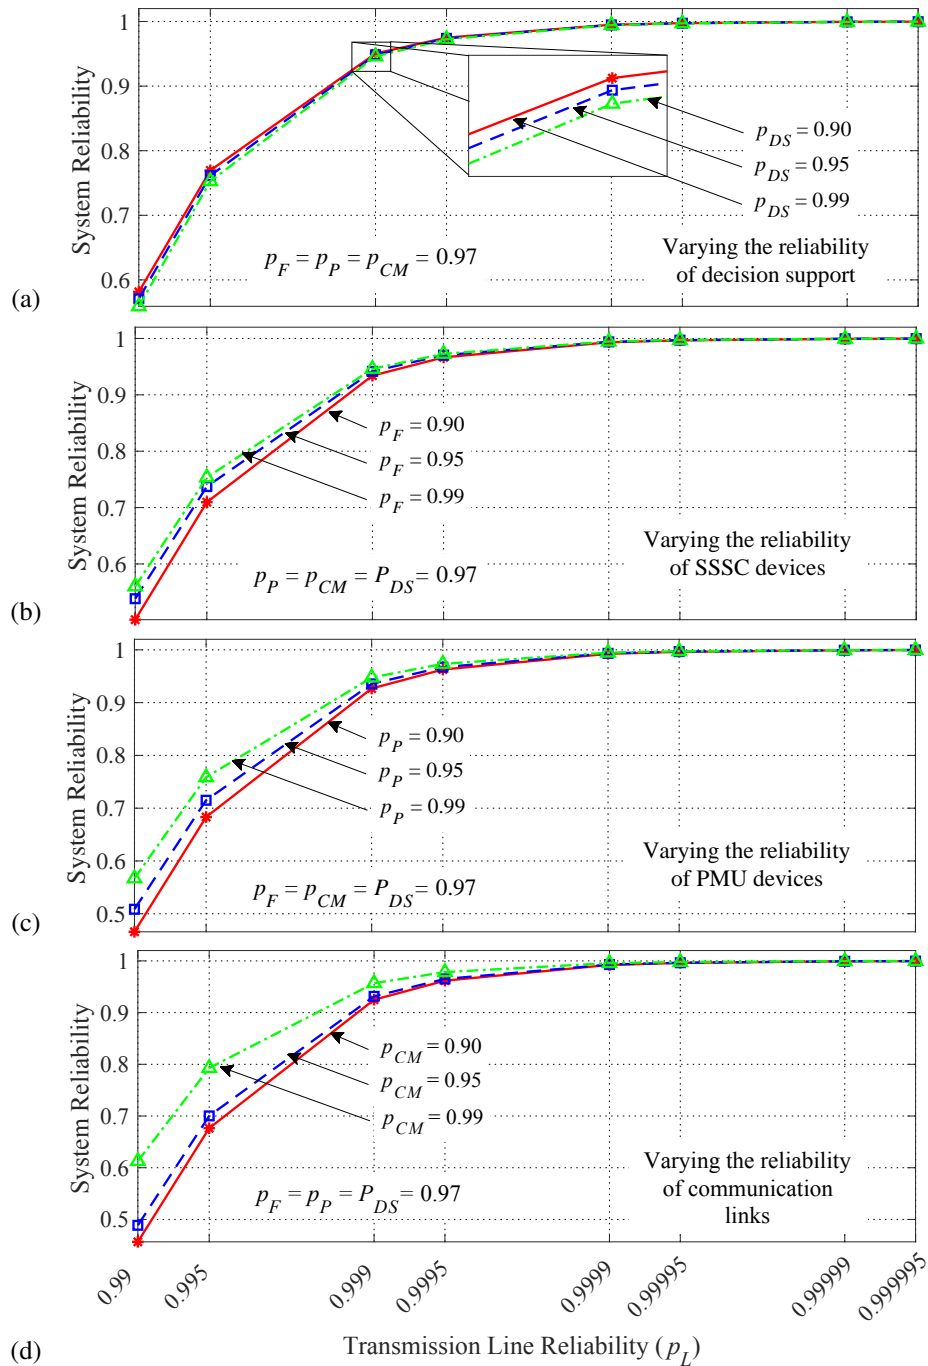 1
0.9
0.8
0.7
0.6
System Reliability
p_DS = 0.90
p_DS = 0.95
p_DS = 0.99
p_F = p_P = p_CM = 0.97
Varying the reliability
of decision support
(a)
1
0.9
0.8
0.7
0.6
System Reliability
p_F = 0.90
p_F = 0.95
p_F = 0.99
p_P = p_CM = P_DS = 0.97
Varying the reliability
of SSSC devices
(b)
1
0.9
0.8
0.7
0.6
0.5
System Reliability
p_P = 0.90
p_P = 0.95
p_P = 0.99
p_F = p_CM = P_DS = 0.97
Varying the reliability
of PMU devices
(c)
1
0.9
0.8
0.7
0.6
0.5
System Reliability
p_CM = 0.90
p_CM = 0.95
p_CM = 0.99
p_F = p_P = P_DS = 0.97
Varying the reliability
of communication
links
0.99
0.995
0.999
0.9995
0.9999
0.99995
0.99999
0.999995
(d)
Transmission Line Reliability (p_L)